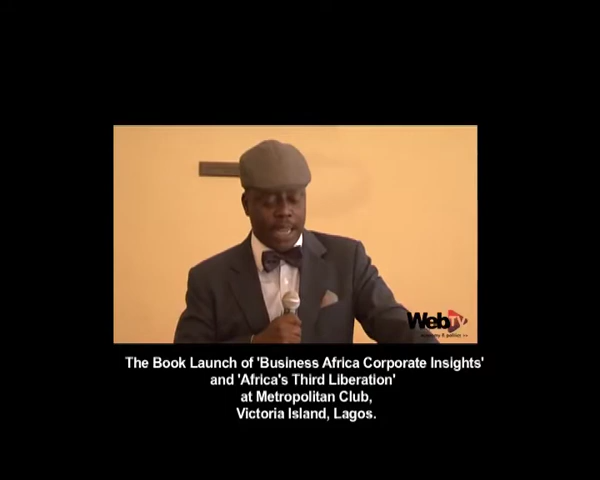 WebTV
The Book Launch of 'Business Africa Corporate Insights'
and 'Africa's Third Liberation'
at Metropolitan Club,
Victoria Island, Lagos.